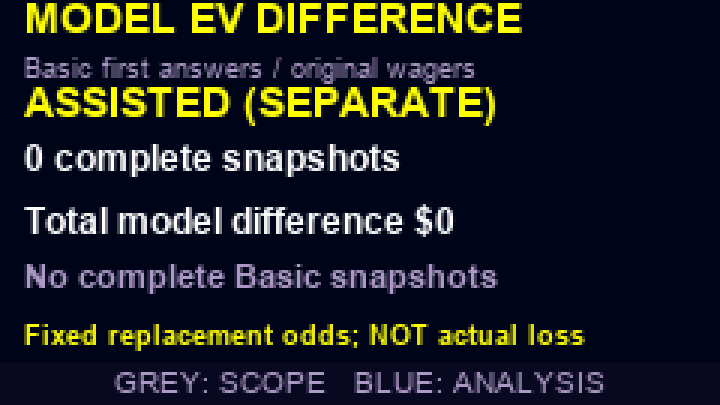 MODEL EV DIFFERENCE
Basic first answers / original wagers
ASSISTED (SEPARATE)
0 complete snapshots
Total model difference $0
No complete Basic snapshots
Fixed replacement odds; NOT actual loss
GREY: SCOPE BLUE: ANALYSIS